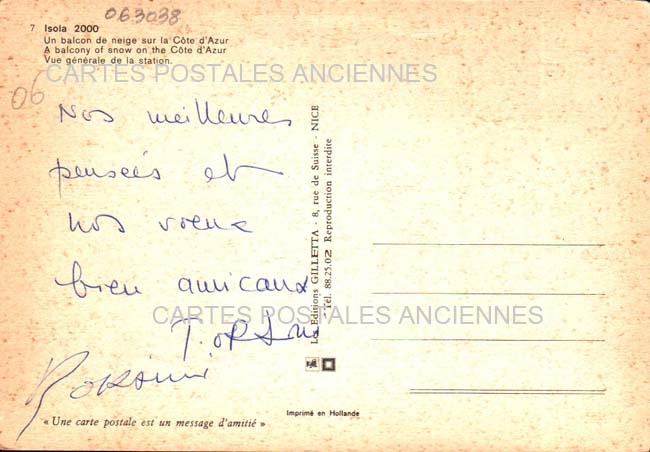 063038
7 Isola 2000
Un balcon de neige sur la Côte d'Azur
A balcony of snow on the Côte d'Azur
Vue générale de la station.
CARTES POSTALES ANCIENNES
06
Nos meilleures
pensées et
nos voeux
bien amicaux
CARTES POSTALES ANCIENNES
« Une carte postale est un message d'amitié »
Les Editions GILLETTA - 8, rue de Suisse - NICE
Tél. 88.25.02 Reproduction interdite
Imprimé en Hollande